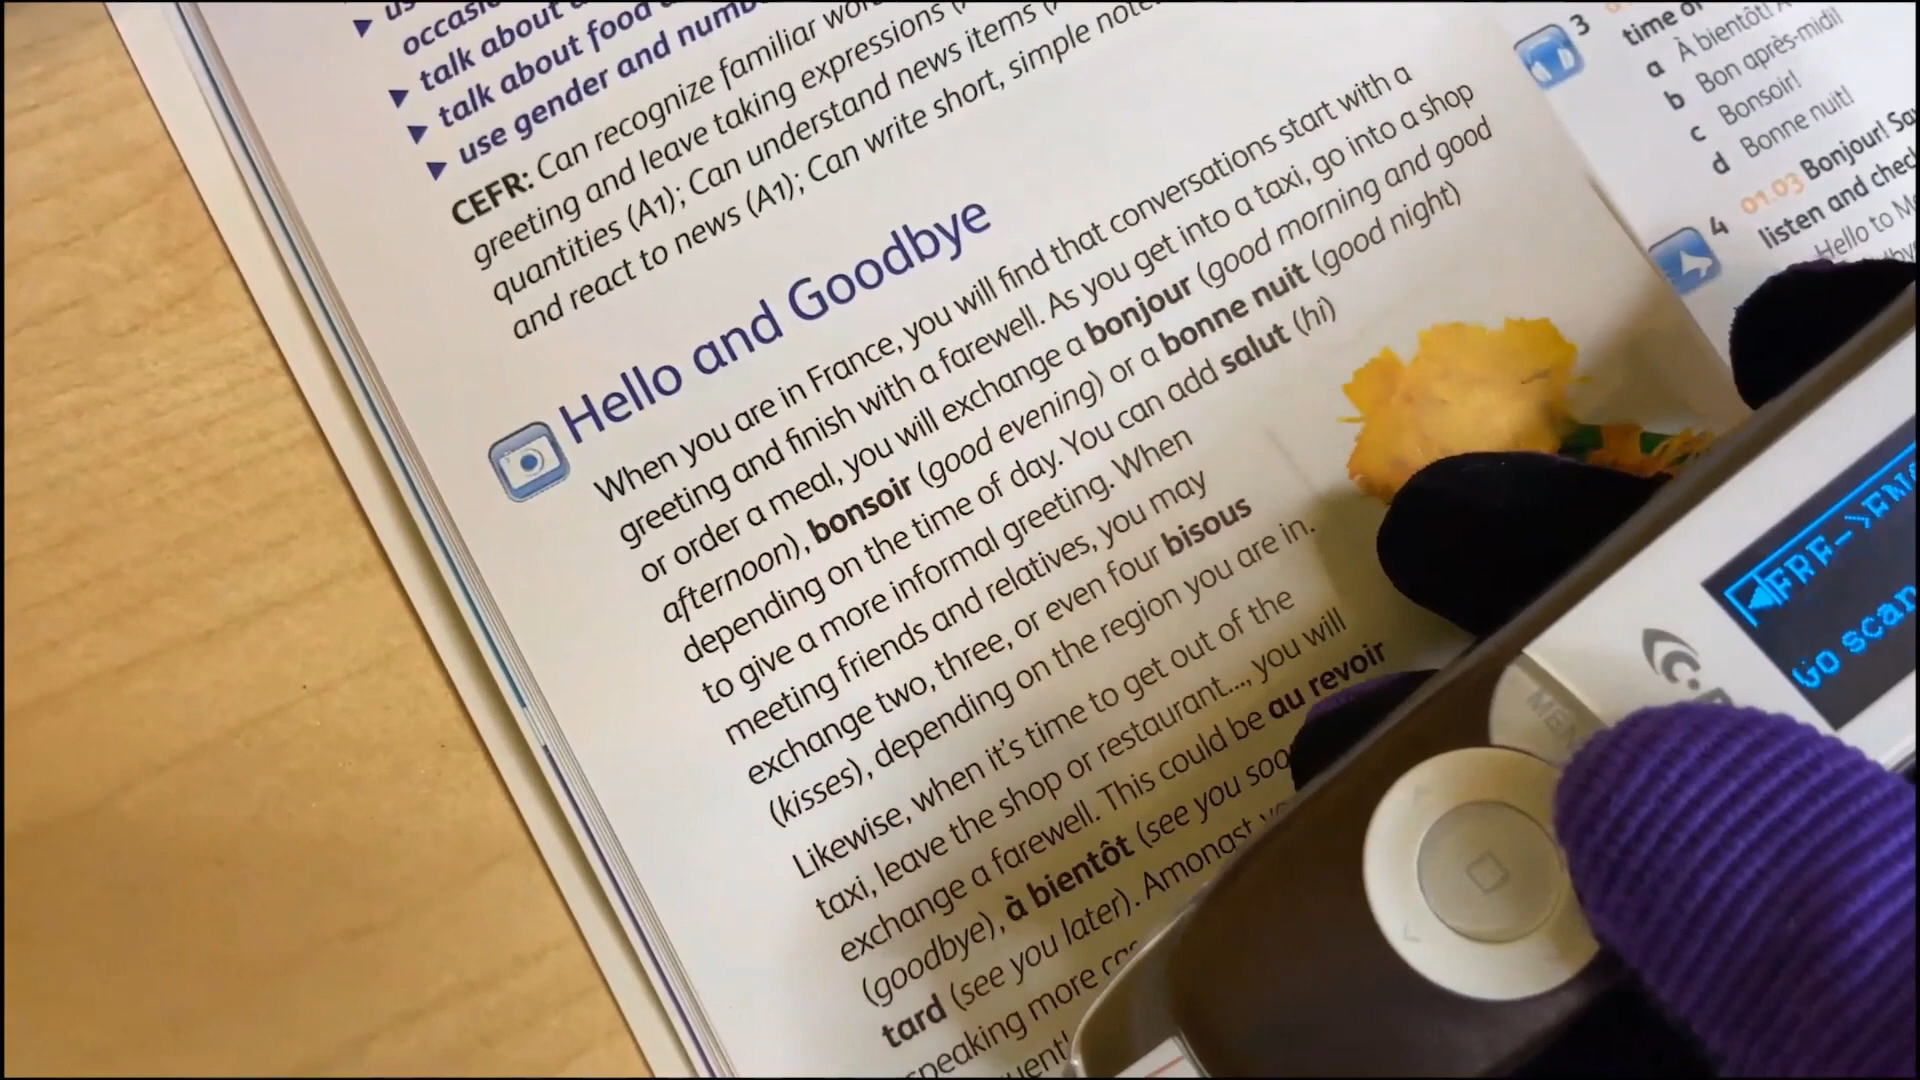 occasio
▶ talk about
▶ talk about food
▶ use gender and numb
CEFR: Can recognize familiar wor
greeting and leave taking expressions
quantities (A1); Can understand news items
and react to news (A1); Can write short, simple note
Hello and Goodbye
When you are in France, you will find that conversations start with a
greeting and finish with a farewell. As you get into a taxi, go into a shop
or order a meal, you will exchange a bonjour (good morning and good
afternoon), bonsoir (good evening) or a bonne nuit (good night)
depending on the time of day. You can add salut (hi)
to give a more informal greeting. When
meeting friends and relatives, you may
exchange two, three, or even four bisous
(kisses), depending on the region you are in.
Likewise, when it's time to get out of the
taxi, leave the shop or restaurant..., you will
exchange a farewell. This could be au revoir
(goodbye), à bientôt (see you soo
tard (see you later). Amongst
speaking more
3
time of
a À bientôt!
b Bon après-midi!
c Bonsoir!
d Bonne nuit!
4 01.03 Bonjour! Sa
listen and chec
Hello to M
FRE->ENG
Go scan
MEN